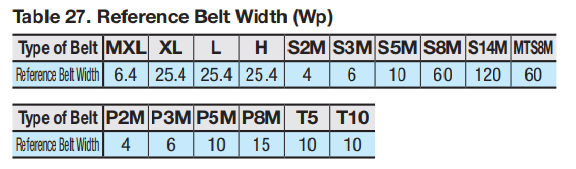 Table 27. Reference Belt Width (Wp)
Type of Belt MXL XL L H S2M S3M S5M S8M S14M MTS8M
Reference Belt Width 6.4 25.4 25.4 25.4 4 6 10 60 120 60
Type of Belt P2M P3M P5M P8M T5 T10
Reference Belt Width 4 6 10 15 10 10